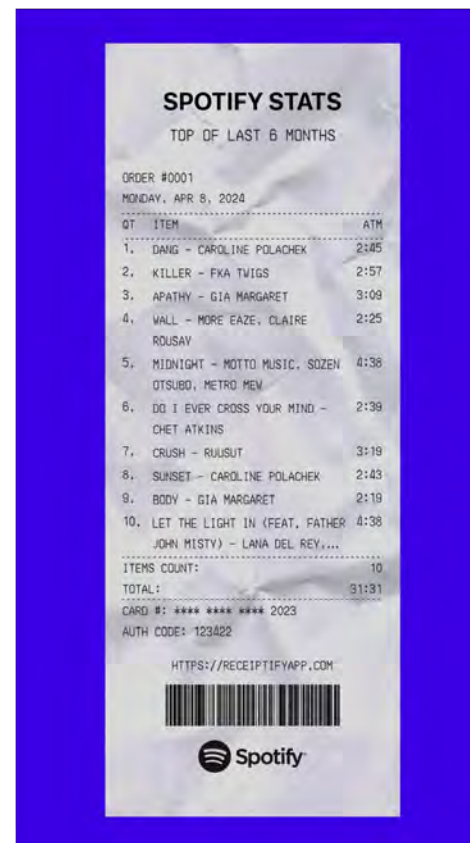 SPOTIFY STATS
TOP OF LAST 6 MONTHS
ORDER #0001
MONDAY, APR 8, 2024
QT ITEM ATM
1. DANG - CAROLINE POLACHEK 2:45
2. KILLER - FKA TWIGS 2:57
3. APATHY - GIA MARGARET 3:09
4. WALL - MORE EAZE, CLAIRE 2:25
ROUSAY
5. MIDNIGHT - MOTTO MUSIC, SOZEN 4:38
OTSUBO, METRO MEW
6. DO I EVER CROSS YOUR MIND - 2:39
CHET ATKINS
7. CRUSH - RUUSUT 3:19
8. SUNSET - CAROLINE POLACHEK 2:43
9. BODY - GIA MARGARET 2:19
10. LET THE LIGHT IN (FEAT. FATHER 4:38
JOHN MISTY) - LANA DEL REY,...
ITEMS COUNT: 10
TOTAL: 31:31
CARD #: **** **** **** 2023
AUTH CODE: 123422
HTTPS://RECEIPTIFYAPP.COM
Spotify